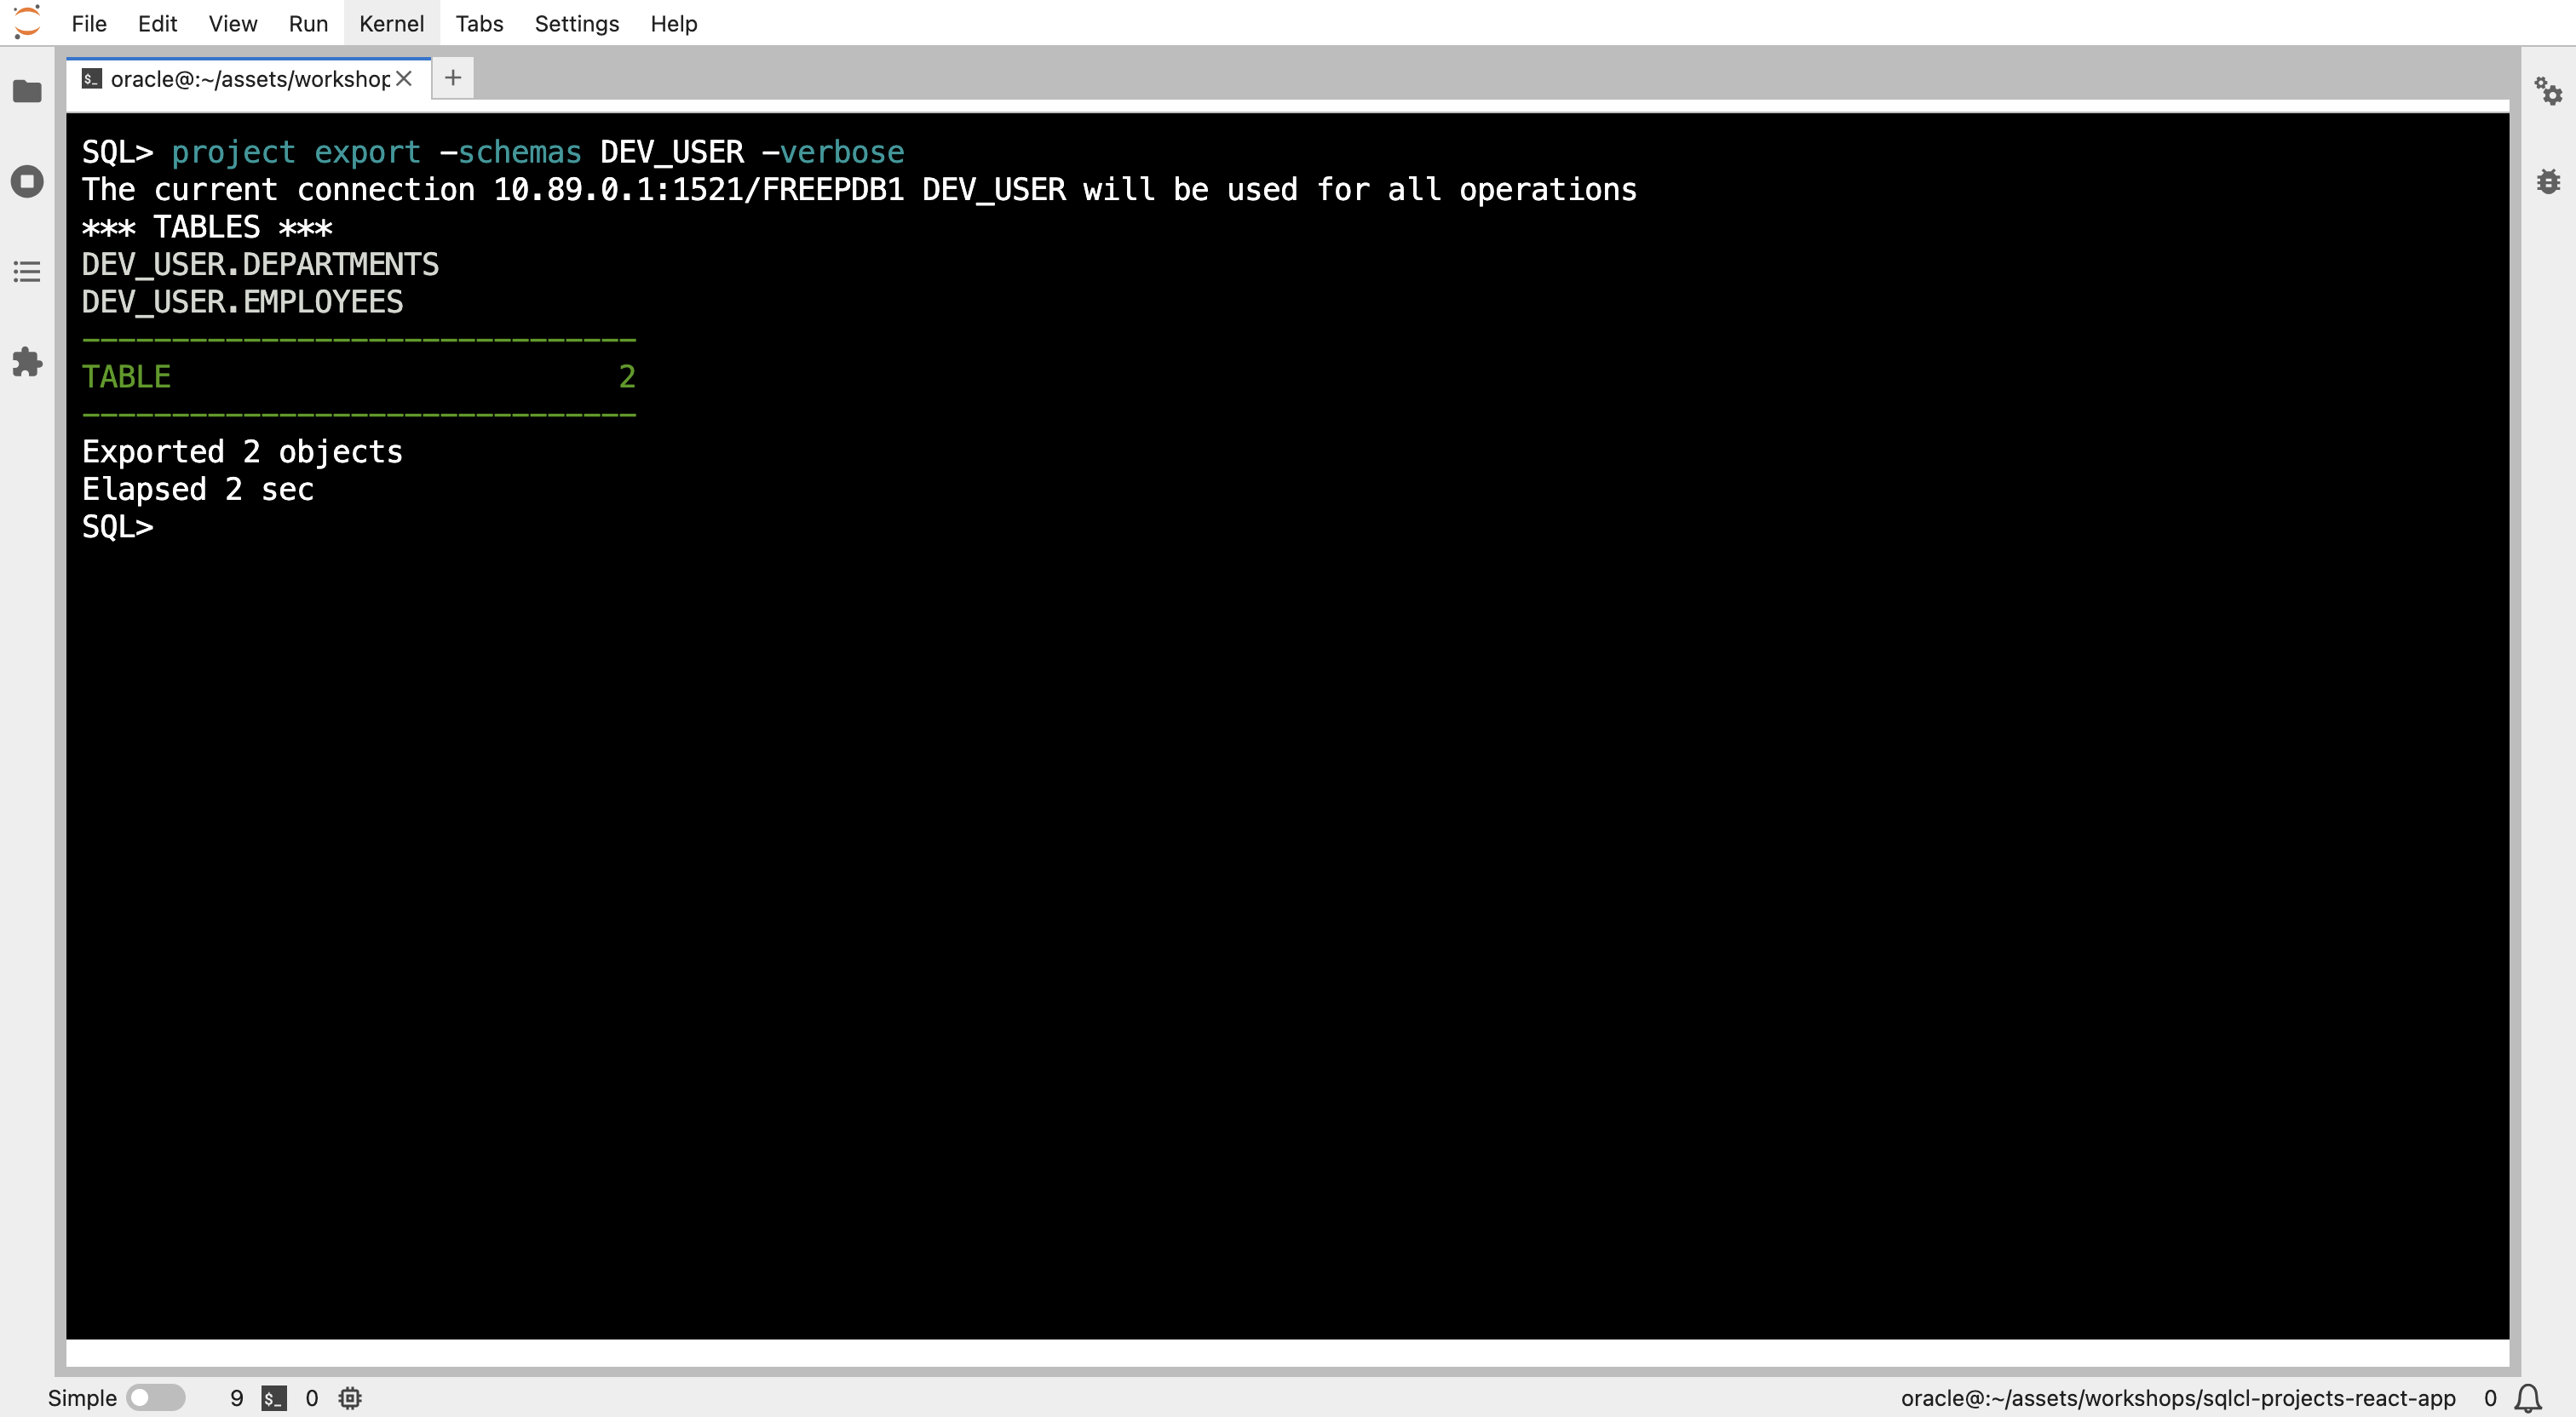 File Edit View Run Kernel Tabs Settings Help
oracle@:~/assets/workshop
SQL> project export -schemas DEV_USER -verbose
The current connection 10.89.0.1:1521/FREEPDB1 DEV_USER will be used for all operations
*** TABLES ***
DEV_USER.DEPARTMENTS
DEV_USER.EMPLOYEES
-------------------------------
TABLE 2
-------------------------------
Exported 2 objects
Elapsed 2 sec
SQL>
Simple 9 $_ 0 oracle@:~/assets/workshops/sqlcl-projects-react-app 0